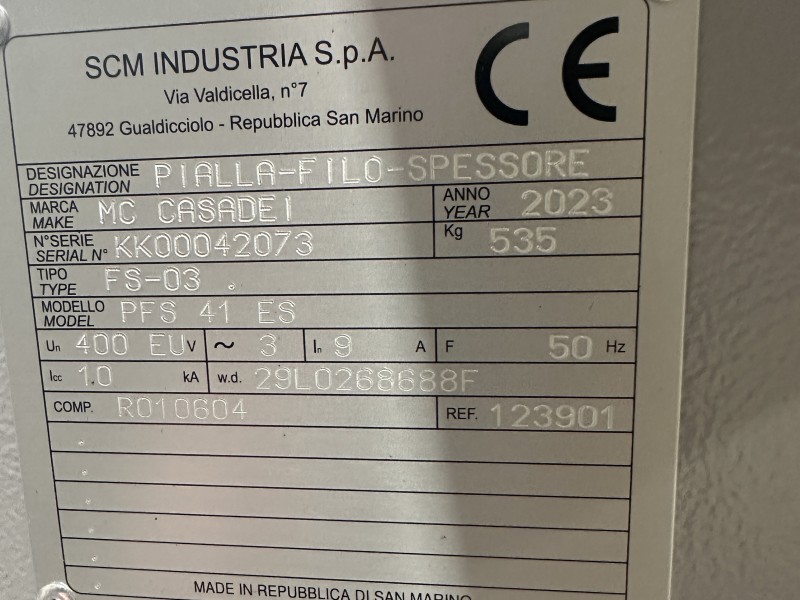 SCM INDUSTRIA S.p.A.
Via Valdicella, n°7
47892 Gualdicciolo - Repubblica San Marino
CE
DESIGNAZIONE
DESIGNATION PIALLA-FILO-SPESSORE
MARCA
MAKE MC CASADEI
ANNO
YEAR 2023
N°SERIE
SERIAL N° KK00042073
Kg 535
TIPO
TYPE FS-03
MODELLO
MODEL PFS 41 ES
Un 400 EU V ~ 3 In 9 A F 50 Hz
Icc 1.0 kA w.d. 29L0268688F
COMP. R010604 REF. 123901
MADE IN REPUBBLICA DI SAN MARINO